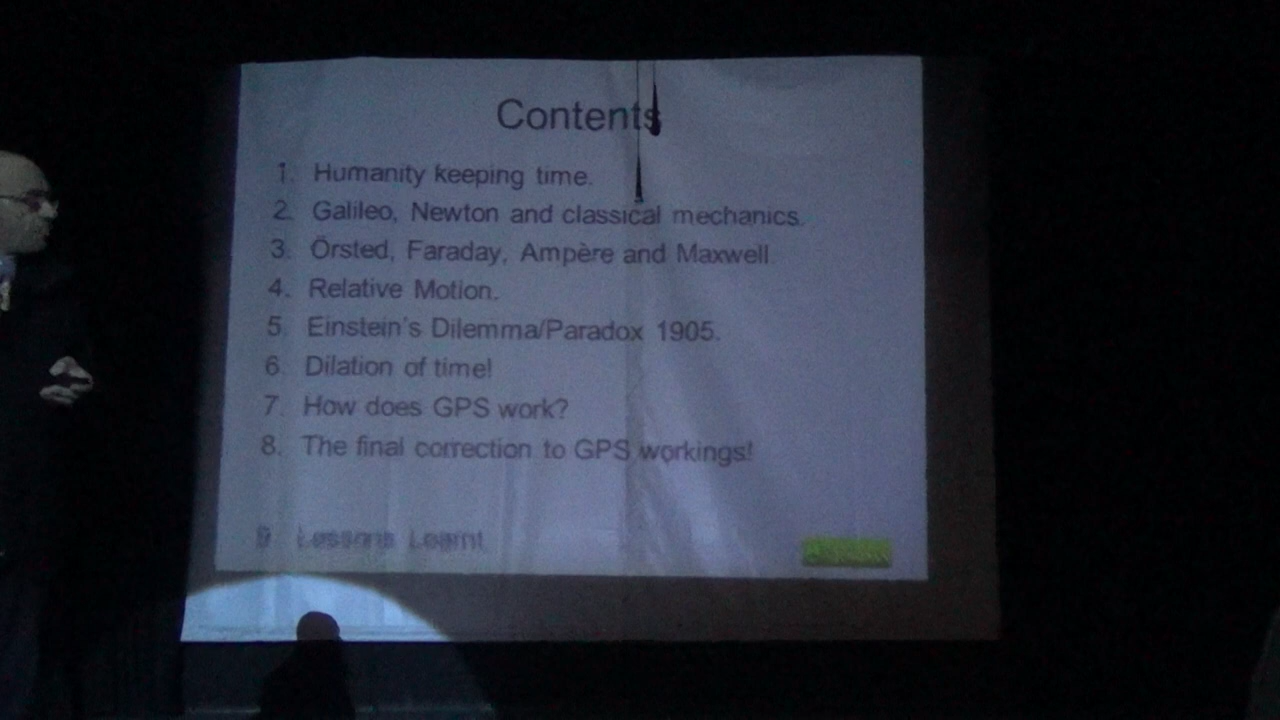 Contents
1. Humanity keeping time.
2. Galileo, Newton and classical mechanics.
3. Örsted, Faraday, Ampère and Maxwell
4. Relative Motion.
5. Einstein's Dilemma/Paradox 1905.
6. Dilation of time!
7. How does GPS work?
8. The final correction to GPS workings!
9. Lessons Learnt